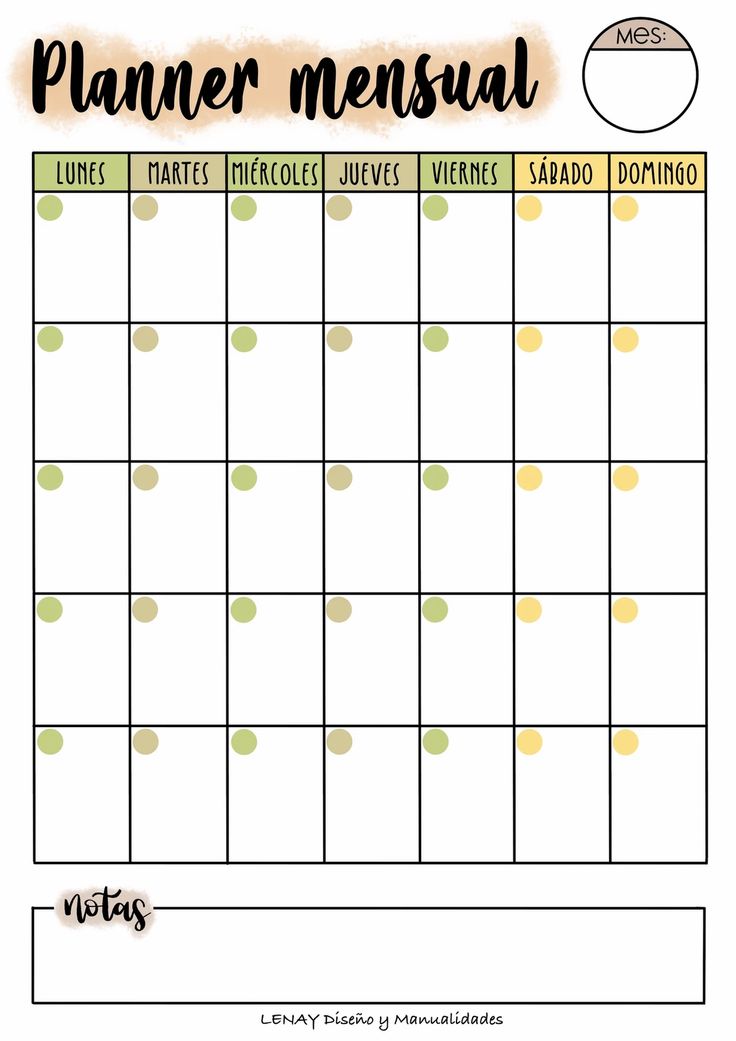 Planner mensual
MES:
LUNES MARTES MIÉRCOLES JUEVES VIERNES SÁBADO DOMINGO
notas
LENAY Diseño y Manualidades